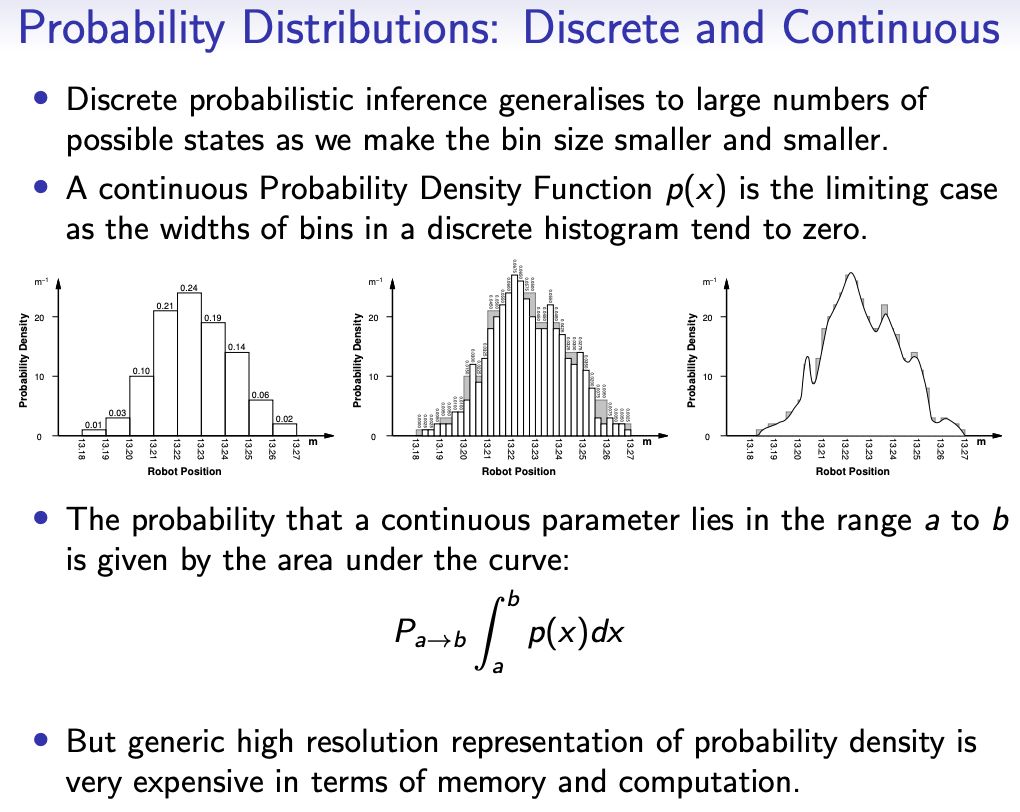 Probability Distributions: Discrete and Continuous
Discrete probabilistic inference generalises to large numbers of
possible states as we make the bin size smaller and smaller.
A continuous Probability Density Function p(x) is the limiting case
as the widths of bins in a discrete histogram tend to zero.
m⁻¹
Probability Density
20
10
0
0.01
0.03
0.10
0.21
0.24
0.19
0.14
0.06
0.02
13.18
13.19
13.20
13.21
13.22
13.23
13.24
13.25
13.26
13.27
m
Robot Position
m⁻¹
Probability Density
20
10
0
13.18
13.19
13.20
13.21
13.22
13.23
13.24
13.25
13.26
13.27
m
Robot Position
m⁻¹
Probability Density
20
10
0
13.18
13.19
13.20
13.21
13.22
13.23
13.24
13.25
13.26
13.27
m
Robot Position
The probability that a continuous parameter lies in the range a to b
is given by the area under the curve:
P_{a→b} ∫_a^b p(x)dx
But generic high resolution representation of probability density is
very expensive in terms of memory and computation.